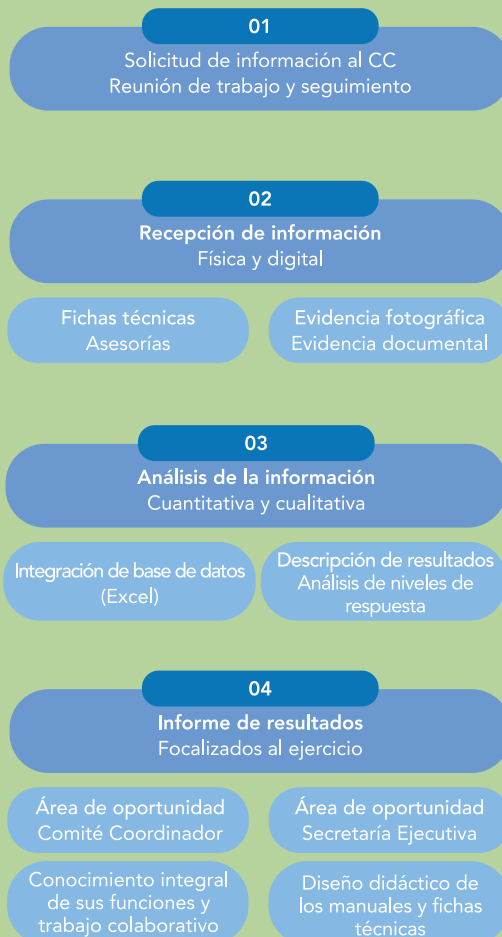 01
Solicitud de información al CC
Reunión de trabajo y seguimiento
02
Recepción de información
Física y digital
Fichas técnicas
Asesorías
Evidencia fotográfica
Evidencia documental
03
Análisis de la información
Cuantitativa y cualitativa
Integración de base de datos
(Excel)
Descripción de resultados
Análisis de niveles de
respuesta
04
Informe de resultados
Focalizados al ejercicio
Área de oportunidad
Comité Coordinador
Área de oportunidad
Secretaría Ejecutiva
Conocimiento integral
de sus funciones y
trabajo colaborativo
Diseño didáctico de
los manuales y fichas
técnicas